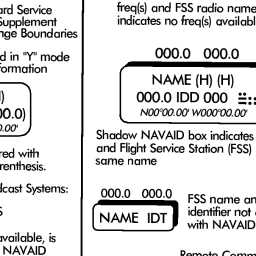 rd Service
Supplement
nge Boundaries
d in "Y" mode
ormation
)
00.0)
0.00'
red with
renthesis.
dcast Systems:
S
vailable, is
NAVAID
freq(s) and FSS radio name
indicates no freq(s) availabl
000.0 000.0
NAME (H) (H)
000.0 IDD 000
N00°00.00' W000°00.00'
Shadow NAVAID box indicates
and Flight Service Station (FSS)
same name
000.0 000.0
NAME IDT
FSS name an
identifier not
with NAVAID
Remote Comm